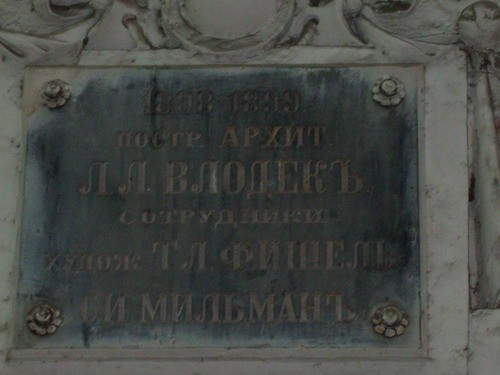 1898-1899.
ПОСТР. АРХИТ.
Л.Л. ВЛОДЕКЪ.
СОТРУДНИКИ
ХУДОЖ. Т.Л. ФИШЕЛЬ
С.И. МИЛЬМАНЪ.